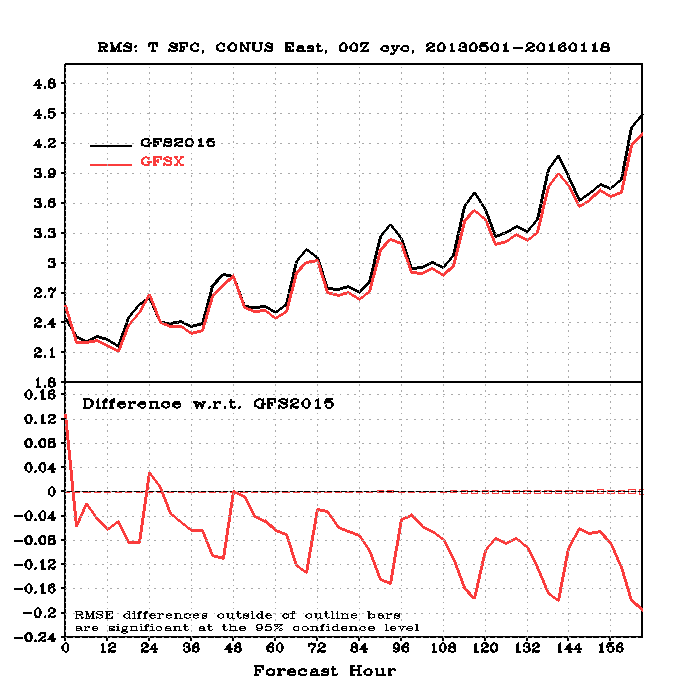 RMS: T SFC, CONUS East, 00Z cyc, 20130501-20160118
4.8
4.5
4.2
3.9
3.6
3.3
3
2.7
2.4
2.1
1.8
GFS2015
GFSX
0.16
0.12
0.08
0.04
0
-0.04
-0.08
-0.12
-0.16
-0.2
-0.24
Difference w.r.t. GFS2015
RMSE differences outside of outline bars
are significant at the 95% confidence level
0 12 24 36 48 60 72 84 96 108 120 132 144 156
Forecast Hour